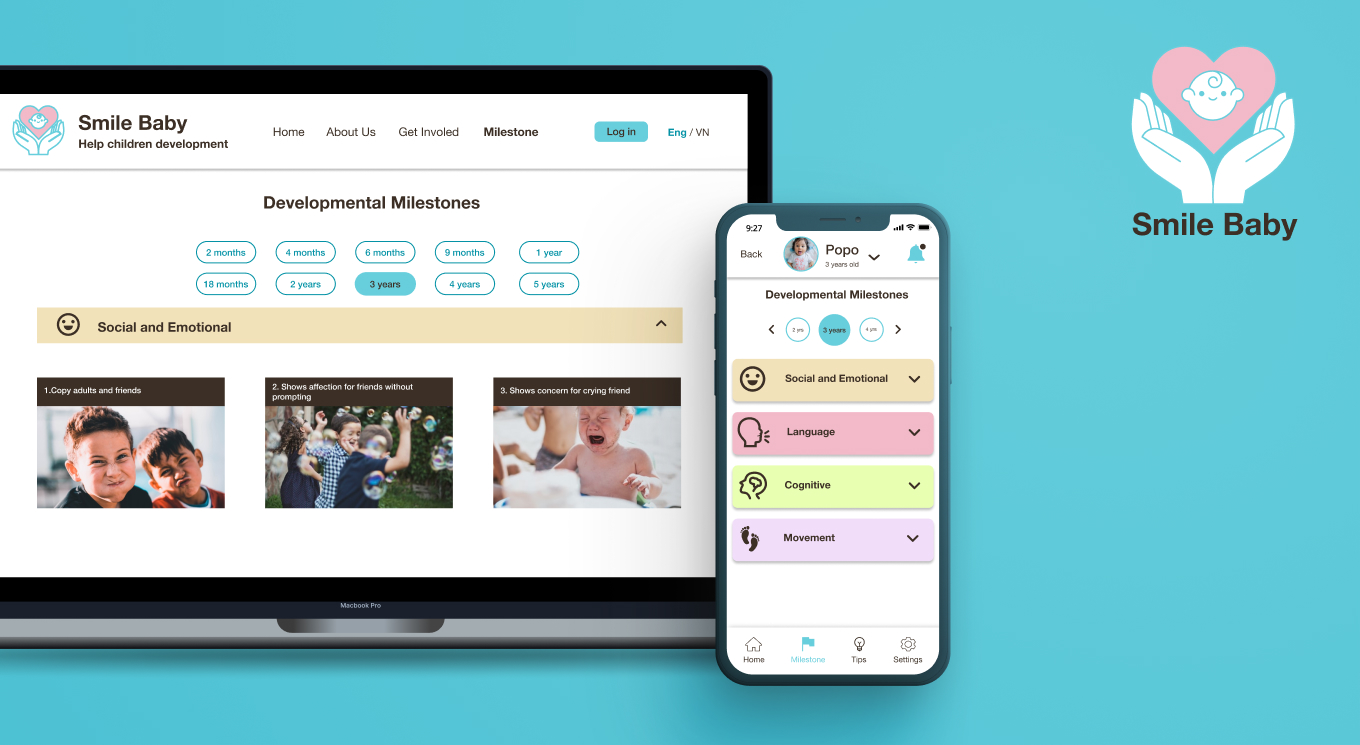 Smile Baby
Help children development
Home About Us Get Involed Milestone
Log in
Eng / VN
Developmental Milestones
2 months 4 months 6 months 9 months 1 year
18 months 2 years 3 years 4 years 5 years
Social and Emotional
1.Copy adults and friends
2. Shows affection for friends without
prompting
3. Shows concern for crying friend
Macbook Pro
9:27
Back
Popo
3 years old
Developmental Milestones
2 yrs 3 years 4 yrs
Social and Emotional
Language
Cognitive
Movement
Home Milestone Tips Settings
Smile Baby